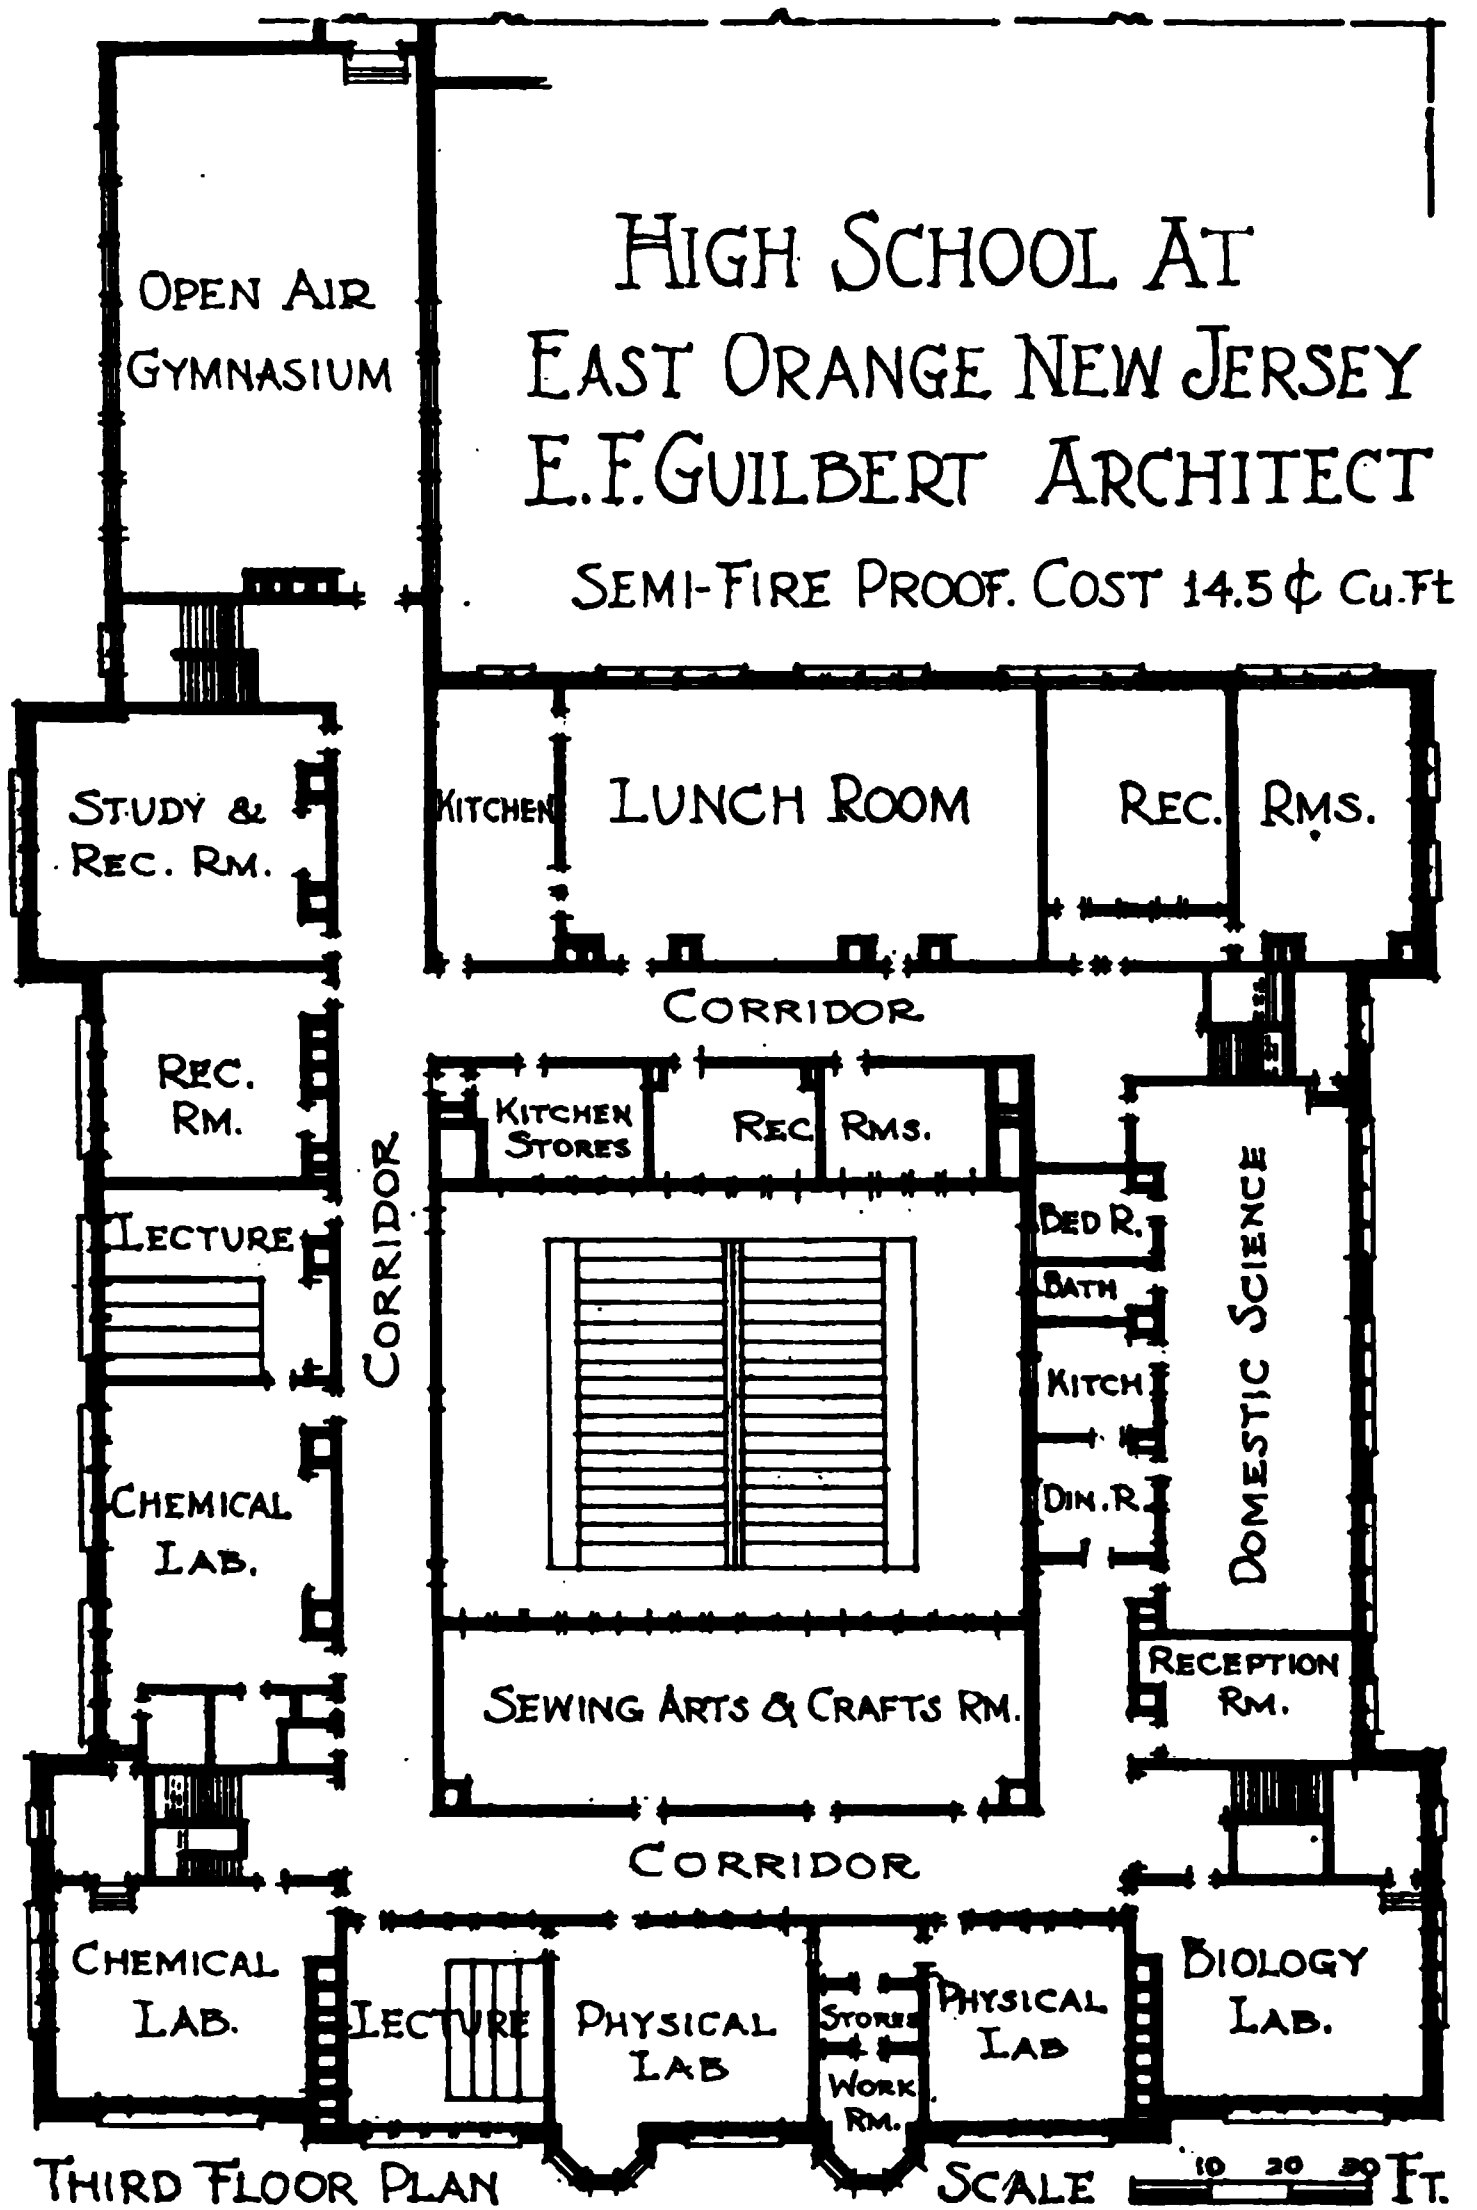 HIGH SCHOOL AT
EAST ORANGE NEW JERSEY
E.F. GUILBERT ARCHITECT
SEMI-FIRE PROOF. COST 14.5 ¢ CU.FT
OPEN AIR
GYMNASIUM
STUDY &
REC. RM.
KITCHEN
LUNCH ROOM
REC. RMS.
CORRIDOR
REC.
RM.
CORRIDOR
KITCHEN
STORES
REC RMS.
LECTURE
BED R.
BATH
KITCH
DIN. R.
DOMESTIC SCIENCE
CHEMICAL
LAB.
SEWING ARTS & CRAFTS RM.
RECEPTION
RM.
CORRIDOR
CHEMICAL
LAB.
LECTURE
PHYSICAL
LAB
STORES
WORK
RM.
PHYSICAL
LAB
BIOLOGY
LAB.
THIRD FLOOR PLAN
SCALE 10 20 30 FT.